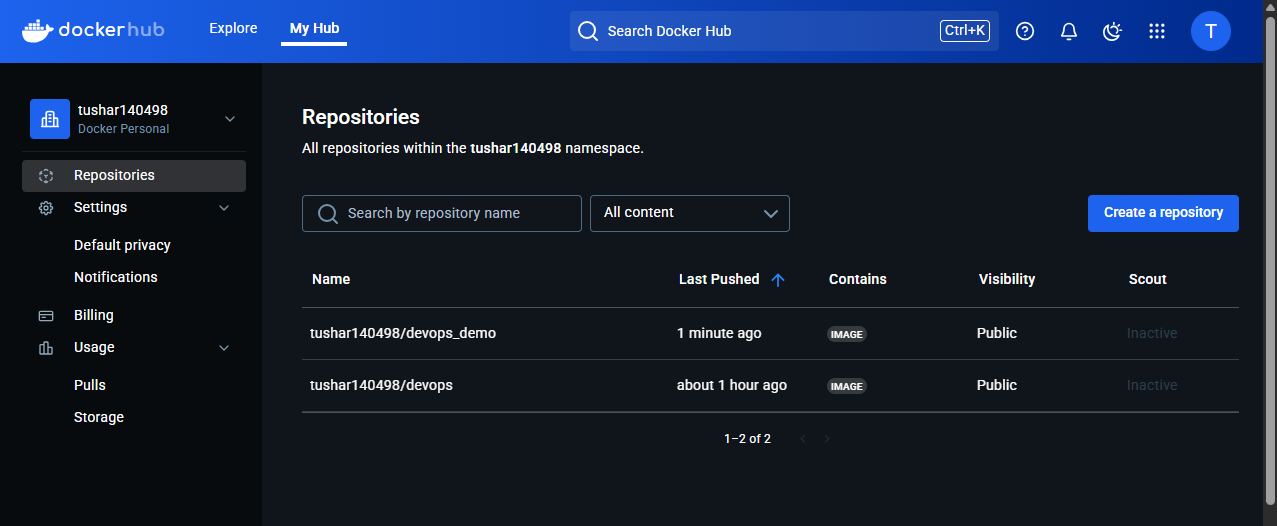 dockerhub Explore My Hub Search Docker Hub Ctrl+K T
tushar140498
Docker Personal
Repositories
Settings
Default privacy
Notifications
Billing
Usage
Pulls
Storage
Repositories
All repositories within the tushar140498 namespace.
Search by repository name All content Create a repository
Name Last Pushed Contains Visibility Scout
tushar140498/devops_demo 1 minute ago IMAGE Public Inactive
tushar140498/devops about 1 hour ago IMAGE Public Inactive
1–2 of 2